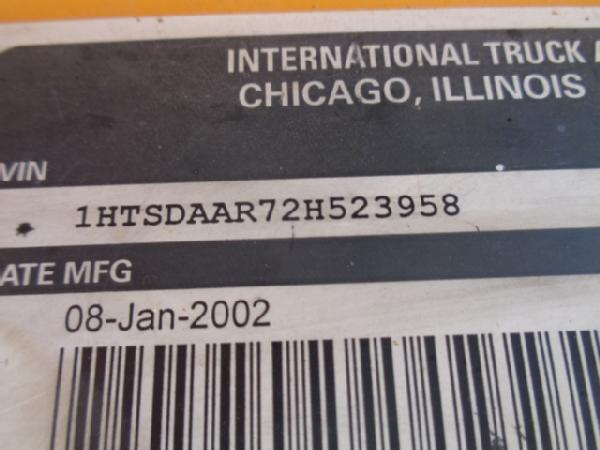 INTERNATIONAL TRUCK A
CHICAGO, ILLINOIS
VIN
1HTSDAAR72H523958
ATE MFG
08-Jan-2002